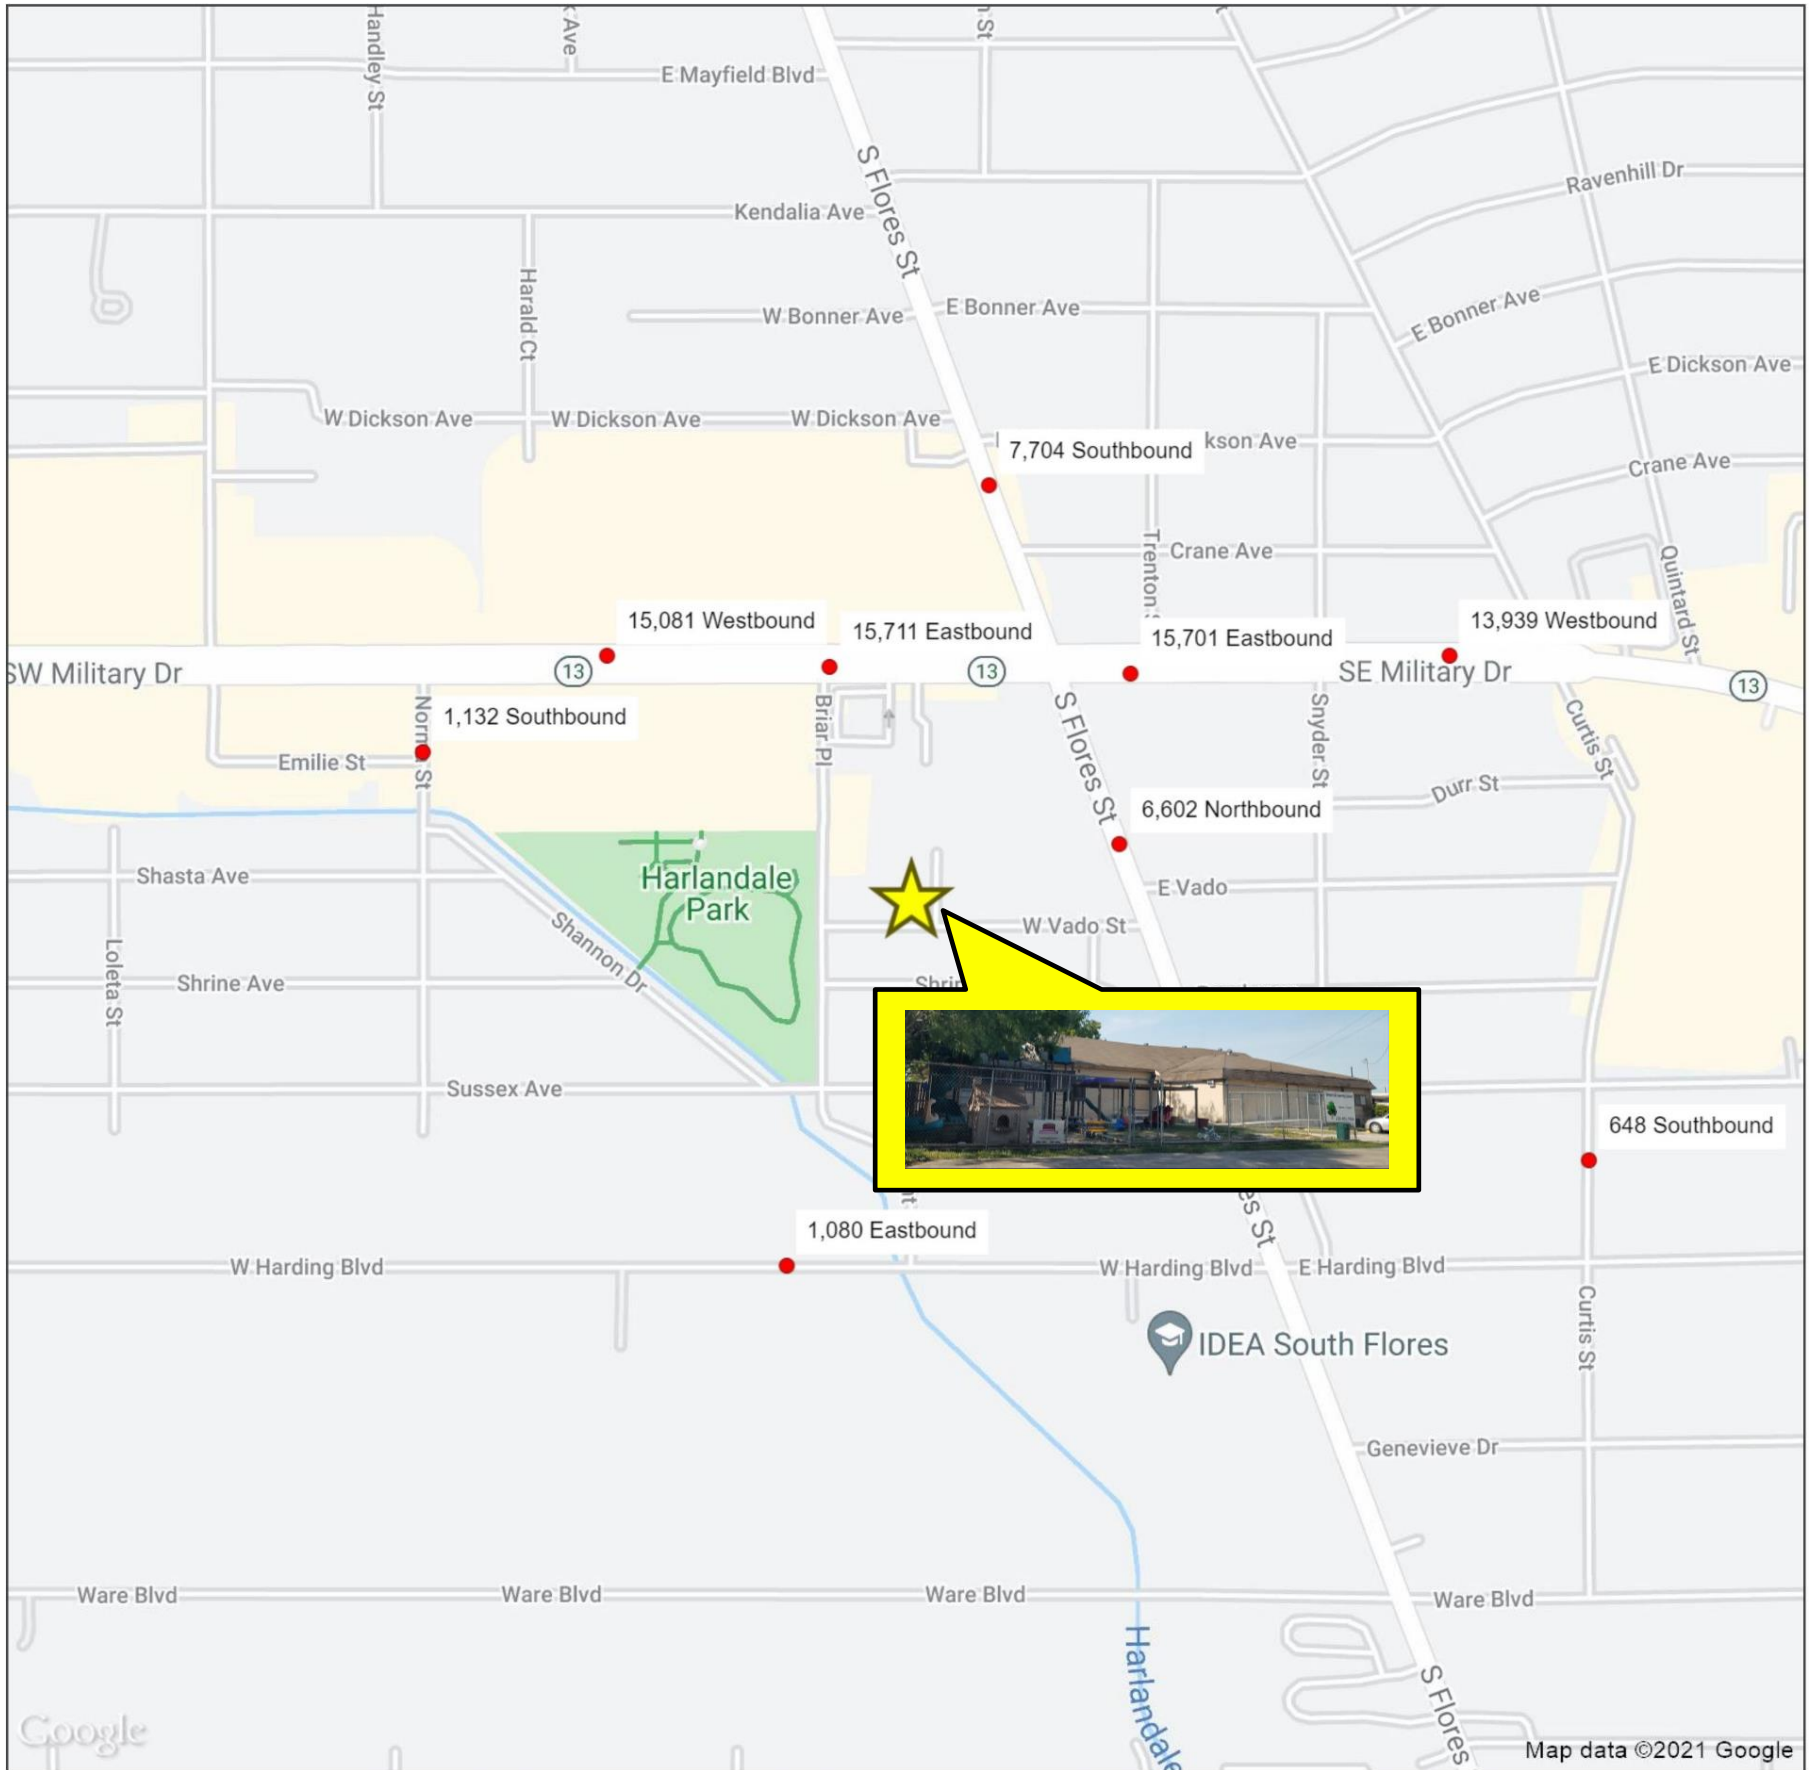 Handley St
Ave
St
E Mayfield Blvd
S Flores St
Ravenhill Dr
Kendalia Ave
Harald Ct
W Bonner Ave
E Bonner Ave
E Bonner Ave
E Dickson Ave
W Dickson Ave
W Dickson Ave
W Dickson Ave
7,704 Southbound
kson Ave
Crane Ave
Trenton S
Crane Ave
Quintard St
15,081 Westbound
15,711 Eastbound
15,701 Eastbound
13,939 Westbound
SW Military Dr
13
13
SE Military Dr
13
1,132 Southbound
Norma St
Briar Pl
S Flores St
Snyder St
Curtis St
Emilie St
Durr St
6,602 Northbound
Harlandale
Park
Shasta Ave
E Vado
W Vado St
Shannon Dr
Loleta St
Shrine Ave
Shrin
Sussex Ave
648 Southbound
1,080 Eastbound
nt
es St
W Harding Blvd
W Harding Blvd
E Harding Blvd
Curtis St
IDEA South Flores
Genevieve Dr
Ware Blvd
Ware Blvd
Ware Blvd
Ware Blvd
Harlandale
S Flores
Google
Map data ©2021 Google